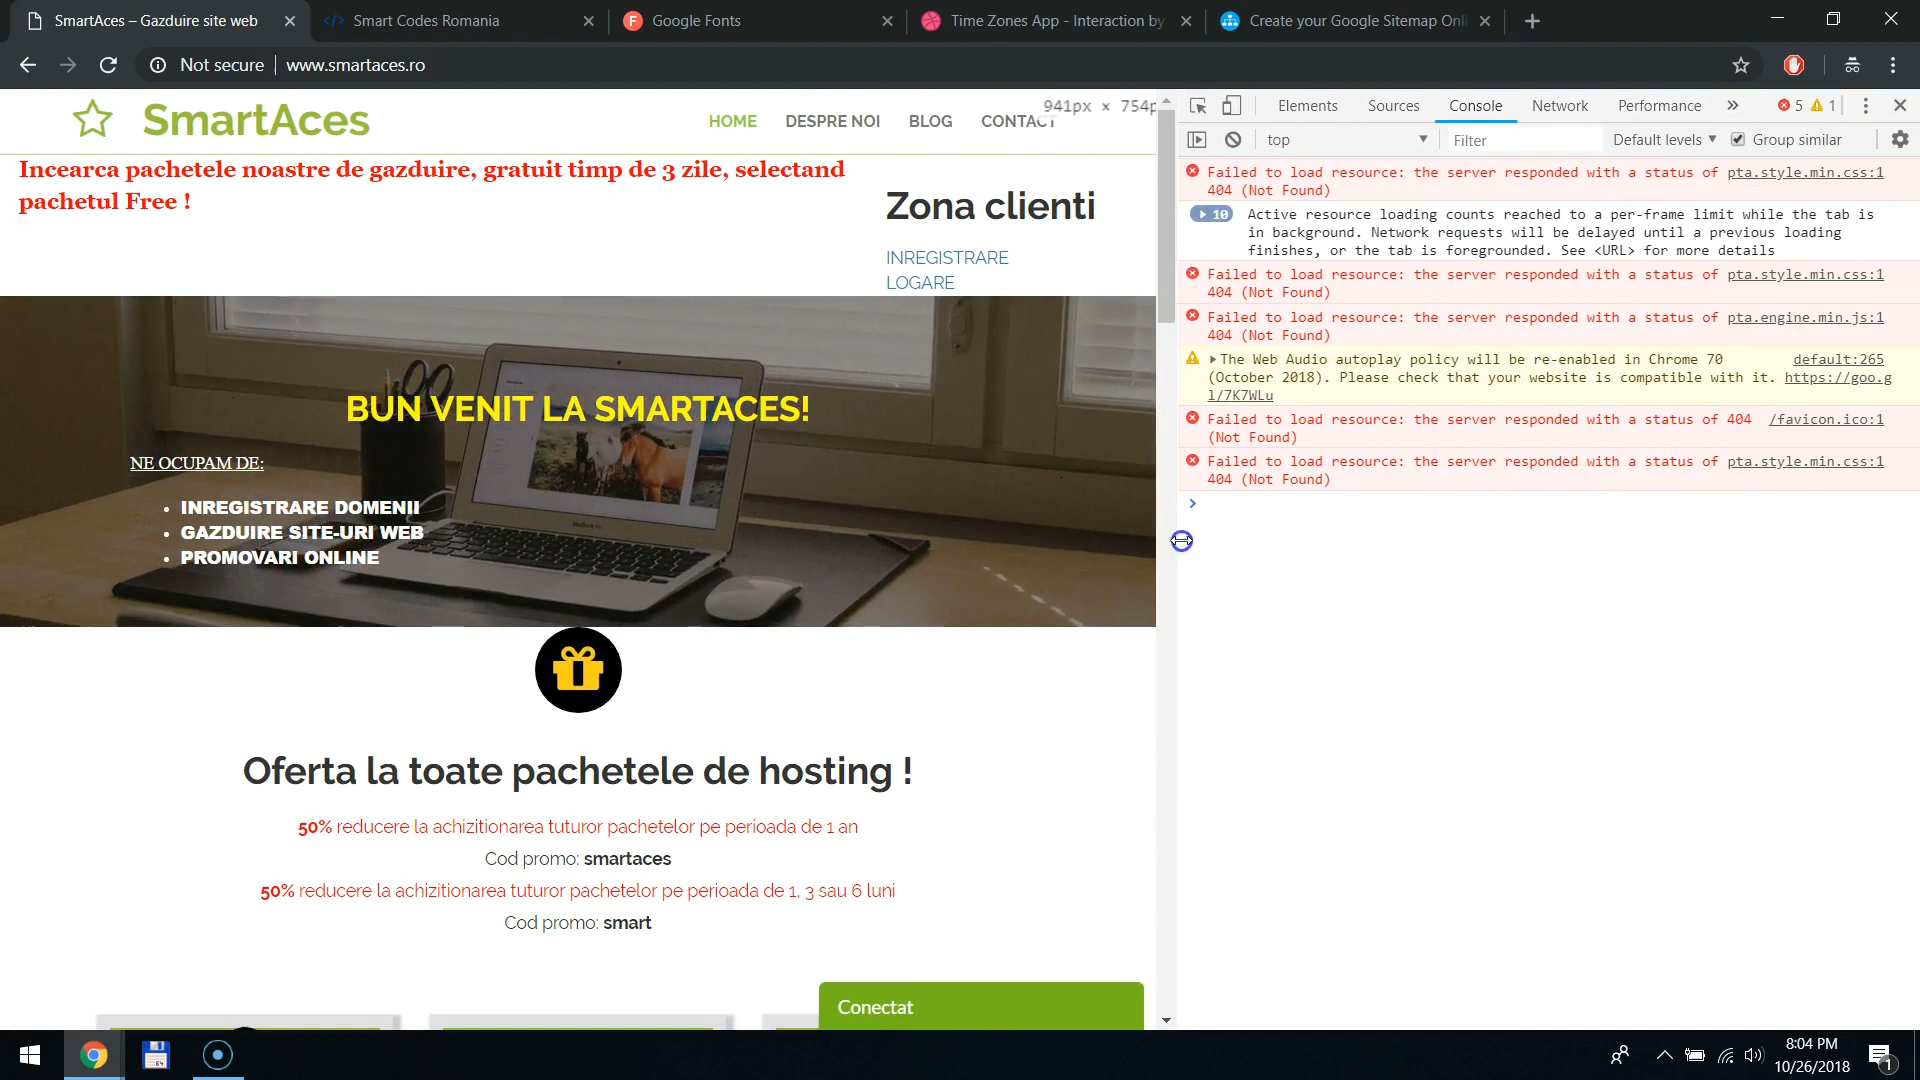 SmartAces – Gazduire site web
Smart Codes Romania
Google Fonts
Time Zones App - Interaction by
Create your Google Sitemap Onli
Not secure
www.smartaces.ro
SmartAces
HOME
DESPRE NOI
BLOG
CONTACT
941px × 754p
Incearca pachetele noastre de gazduire, gratuit timp de 3 zile, selectand
pachetul Free !
Zona clienti
INREGISTRARE
LOGARE
BUN VENIT LA SMARTACES!
NE OCUPAM DE:
INREGISTRARE DOMENII
GAZDUIRE SITE-URI WEB
PROMOVARI ONLINE
Oferta la toate pachetele de hosting !
50% reducere la achizitionarea tuturor pachetelor pe perioada de 1 an
Cod promo: smartaces
50% reducere la achizitionarea tuturor pachetelor pe perioada de 1, 3 sau 6 luni
Cod promo: smart
Conectat
Elements
Sources
Console
Network
Performance
5
1
top
Filter
Default levels
Group similar
Failed to load resource: the server responded with a status of pta.style.min.css:1
404 (Not Found)
10
Active resource loading counts reached to a per-frame limit while the tab is
in background. Network requests will be delayed until a previous loading
finishes, or the tab is foregrounded. See <URL> for more details
Failed to load resource: the server responded with a status of pta.style.min.css:1
404 (Not Found)
Failed to load resource: the server responded with a status of pta.engine.min.js:1
404 (Not Found)
The Web Audio autoplay policy will be re-enabled in Chrome 70 default:265
(October 2018). Please check that your website is compatible with it. https://goo.g
l/7K7WLu
Failed to load resource: the server responded with a status of 404 /favicon.ico:1
(Not Found)
Failed to load resource: the server responded with a status of pta.style.min.css:1
404 (Not Found)
64
8:04 PM
10/26/2018
1